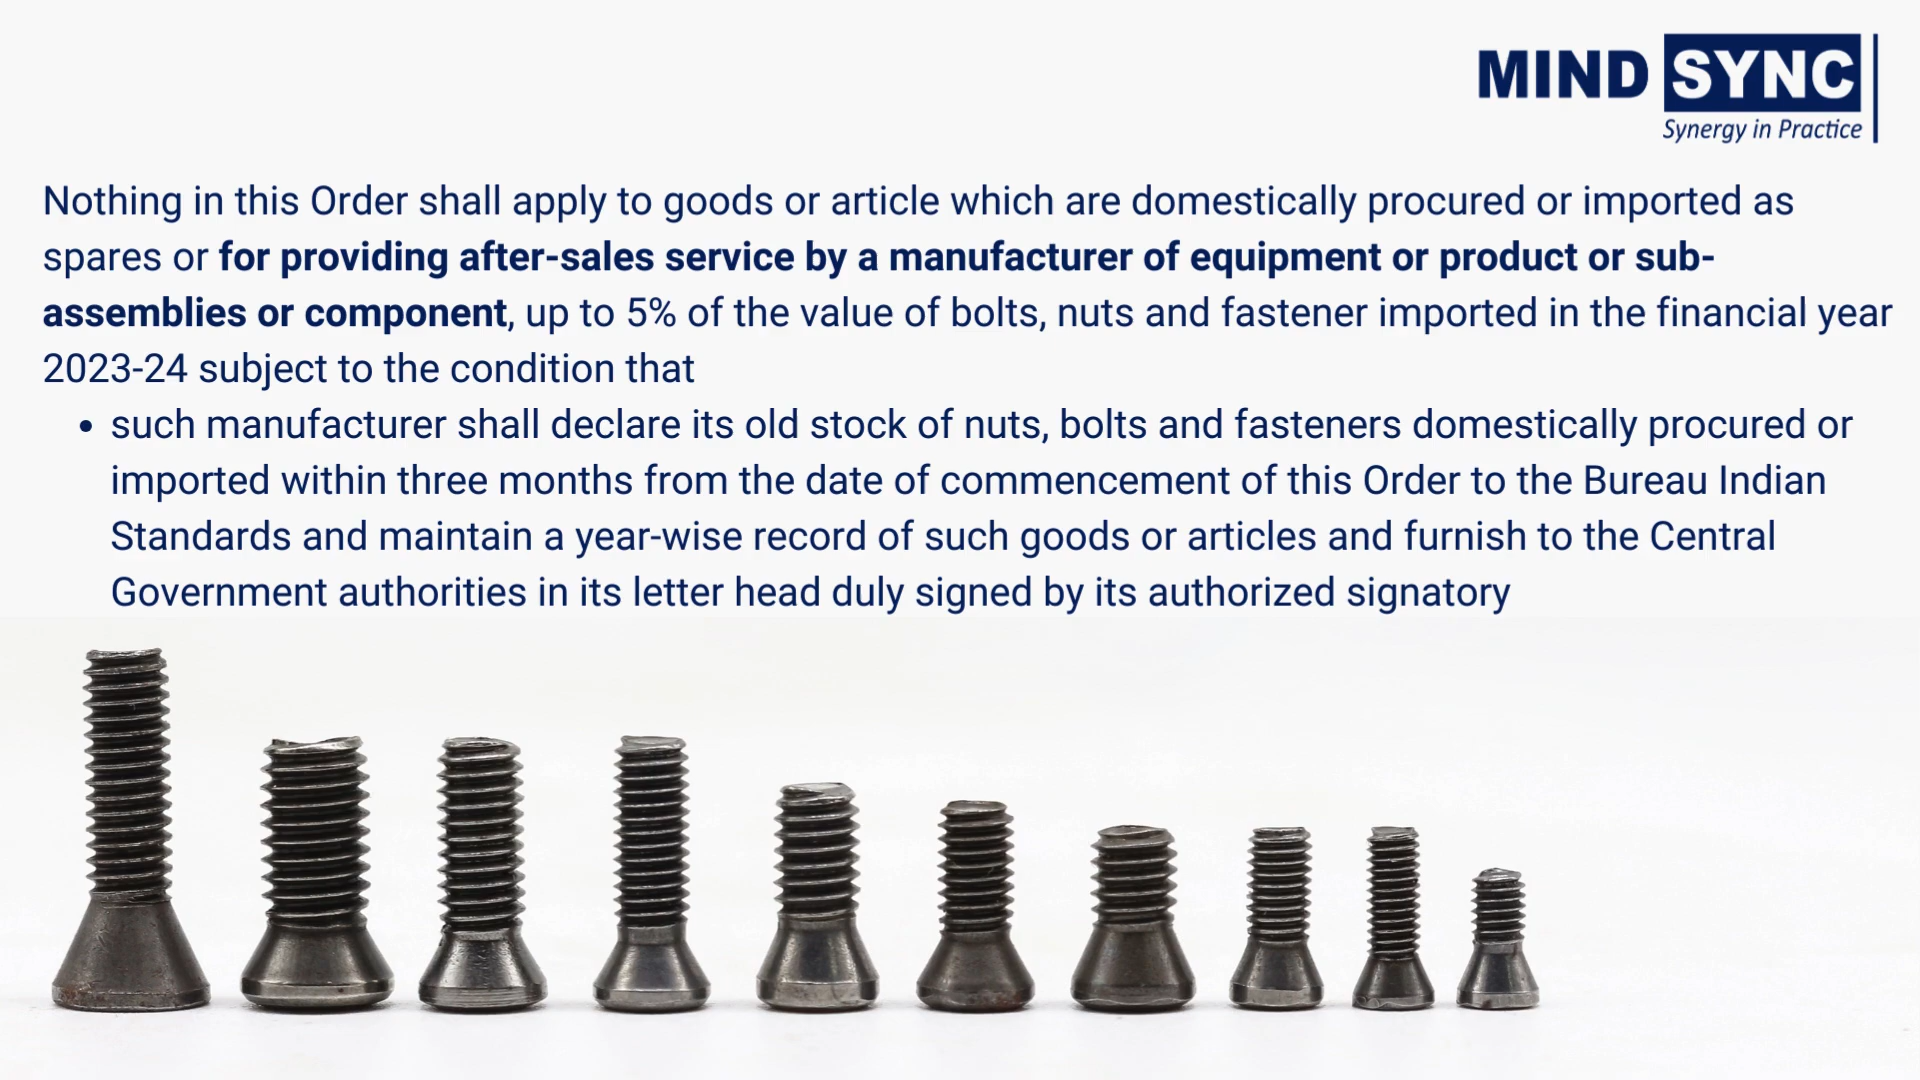 MIND SYNC
Synergy in Practice
Nothing in this Order shall apply to goods or article which are domestically procured or imported as
spares or for providing after-sales service by a manufacturer of equipment or product or sub-
assemblies or component, up to 5% of the value of bolts, nuts and fastener imported in the financial year
2023-24 subject to the condition that
• such manufacturer shall declare its old stock of nuts, bolts and fasteners domestically procured or
imported within three months from the date of commencement of this Order to the Bureau Indian
Standards and maintain a year-wise record of such goods or articles and furnish to the Central
Government authorities in its letter head duly signed by its authorized signatory